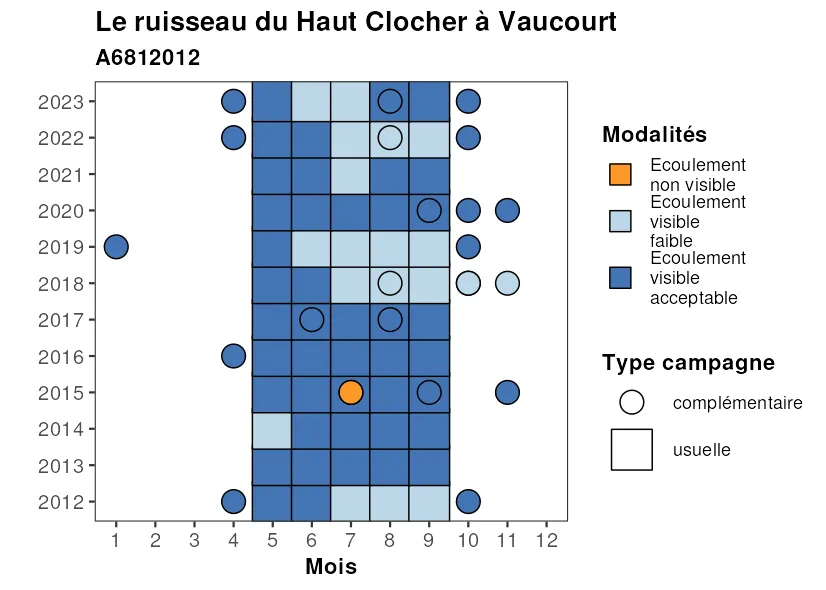 Le ruisseau du Haut Clocher à Vaucourt
A6812012
2023
2022
2021
2020
2019
2018
2017
2016
2015
2014
2013
2012
1 2 3 4 5 6 7 8 9 10 11 12
Mois
Modalités
Ecoulement
non visible
Ecoulement
visible
faible
Ecoulement
visible
acceptable
Type campagne
complémentaire
usuelle